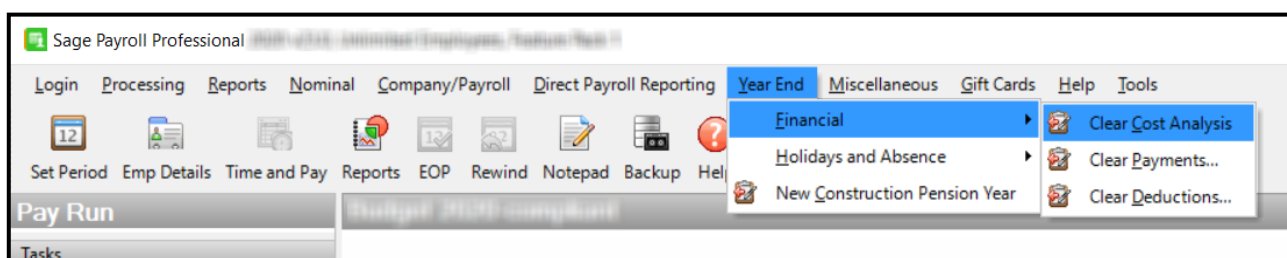 Sage Payroll Professional
Login Processing Reports Nominal Company/Payroll Direct Payroll Reporting Year End Miscellaneous Gift Cards Help Tools
12
Financial Clear Cost Analysis
Holidays and Absence Clear Payments...
Set Period Emp Details Time and Pay Reports EOP Rewind Notepad Backup Hel
New Construction Pension Year Clear Deductions...
Pay Run
Tasks